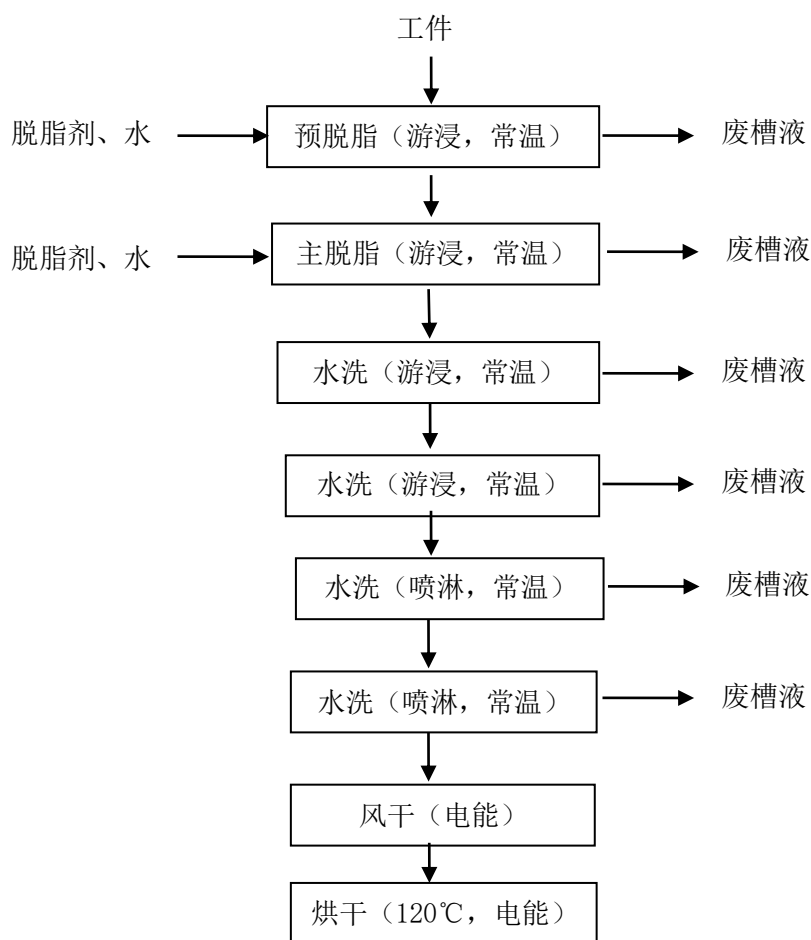 工件
脱脂剂、水
预脱脂（游浸，常温）
废槽液
脱脂剂、水
主脱脂（游浸，常温）
废槽液
水洗（游浸，常温）
废槽液
水洗（游浸，常温）
废槽液
水洗（喷淋，常温）
废槽液
水洗（喷淋，常温）
废槽液
风干（电能）
烘干（120℃，电能）